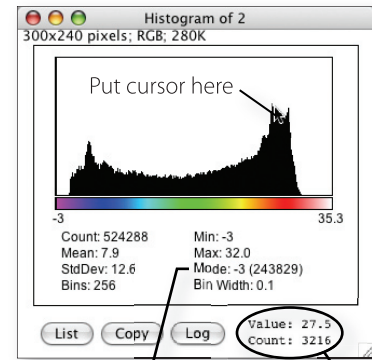 Histogram of 2
300x240 pixels; RGB; 280K
Put cursor here
-3 35.3
Count: 524288 Min: -3
Mean: 7.9 Max: 32.0
StdDev: 12.6 Mode: -3 (243829)
Bins: 256 Bin Width: 0.1
List Copy Log Value: 27.5
Count: 3216